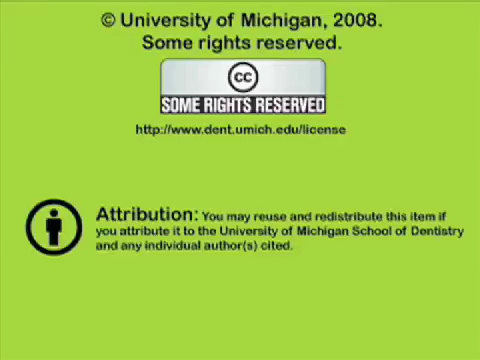 © University of Michigan, 2008.
Some rights reserved.
cc
SOME RIGHTS RESERVED
http://www.dent.umich.edu/license
Attribution: You may reuse and redistribute this item if
you attribute it to the University of Michigan School of Dentistry
and any individual author(s) cited.